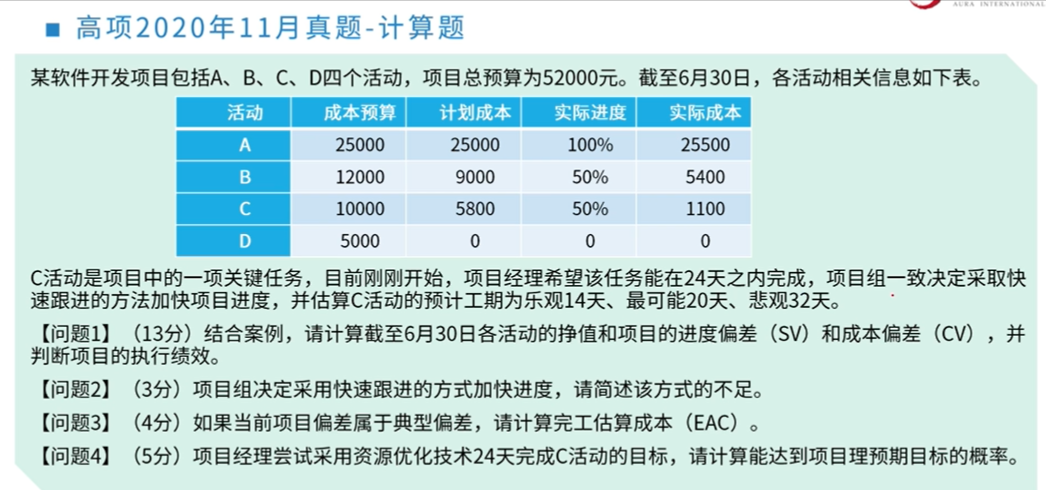 AURA INTERNATIONAL
■ 高项2020年11月真题-计算题
某软件开发项目包括A、B、C、D四个活动，项目总预算为52000元。截至6月30日，各活动相关信息如下表。
活动 成本预算 计划成本 实际进度 实际成本
A 25000 25000 100% 25500
B 12000 9000 50% 5400
C 10000 5800 50% 1100
D 5000 0 0 0
C活动是项目中的一项关键任务，目前刚刚开始，项目经理希望该任务能在24天之内完成，项目组一致决定采取快
速跟进的方法加快项目进度，并估算C活动的预计工期为乐观14天、最可能20天、悲观32天。
【问题1】（13分）结合案例，请计算截至6月30日各活动的挣值和项目的进度偏差（SV）和成本偏差（CV），并
判断项目的执行绩效。
【问题2】（3分）项目组决定采用快速跟进的方式加快进度，请简述该方式的不足。
【问题3】（4分）如果当前项目偏差属于典型偏差，请计算完工估算成本（EAC）。
【问题4】（5分）项目经理尝试采用资源优化技术24天完成C活动的目标，请计算能达到项目理预期目标的概率。